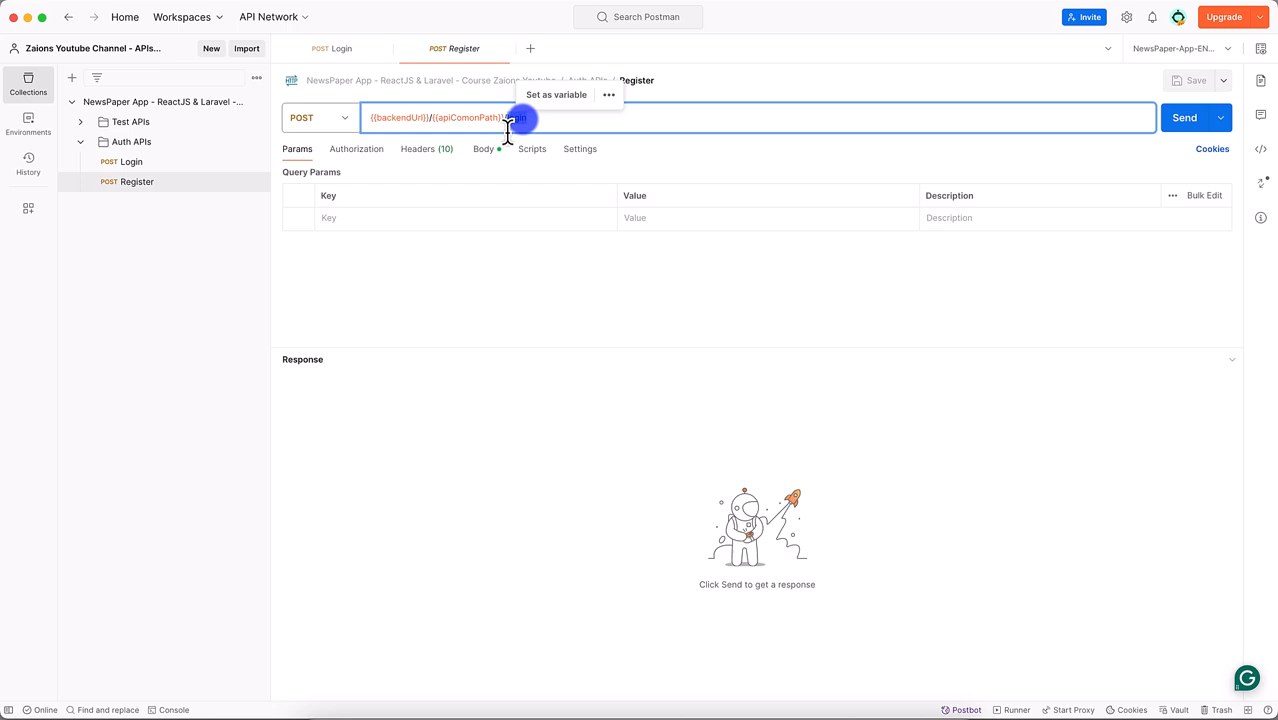 Home Workspaces API Network Search Postman Invite Upgrade
Zaions Youtube Channel - APIs... New Import POST Login POST Register NewsPaper-App-EN...
Collections
Environments
History
NewsPaper App - ReactJS & Laravel -...
Test APIs
Auth APIs
POST Login
POST Register
NewsPaper App - ReactJS & Laravel - Course Zaions Youtube / Auth APIs / Register Save
Set as variable
POST {{backendUrl}}/{{apiComonPath}} Send
Params Authorization Headers (10) Body Scripts Settings Cookies
Query Params
Key Value Description Bulk Edit
Key Value Description
Response
Click Send to get a response
Online Find and replace Console Postbot Runner Start Proxy Cookies Vault Trash